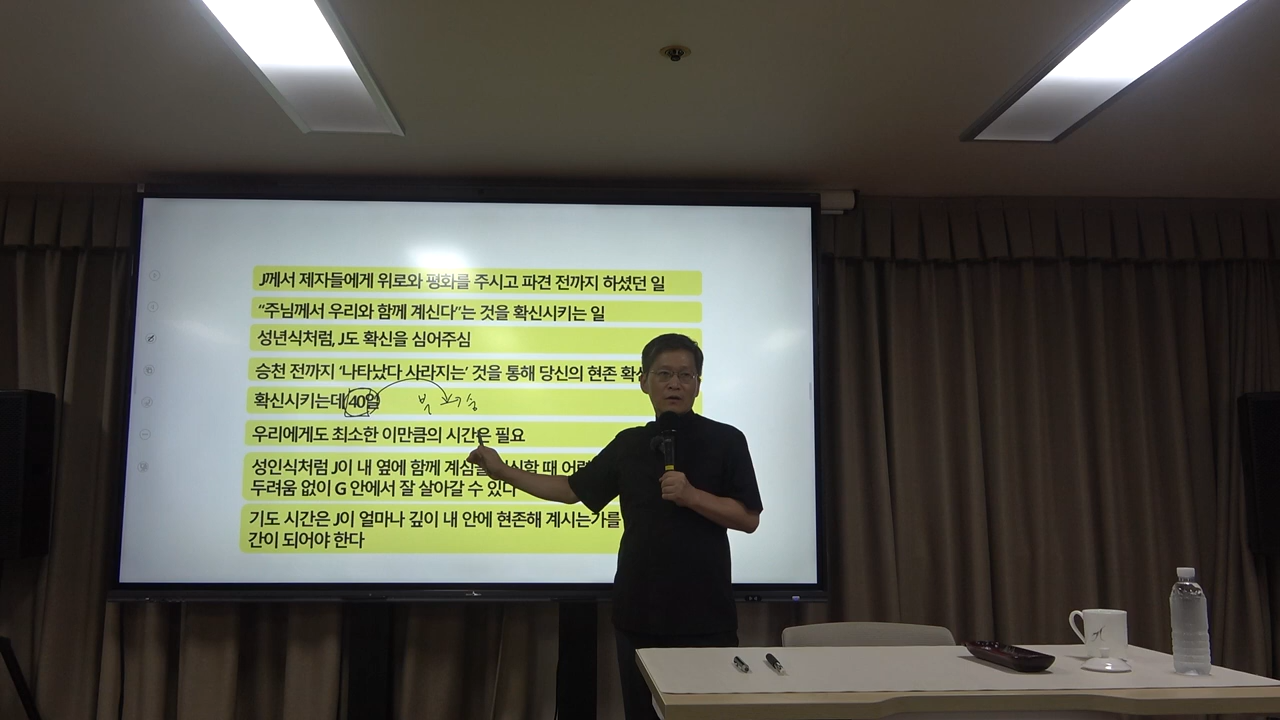 J께서 제자들에게 위로와 평화를 주시고 파견 전까지 하셨던 일
“주님께서 우리와 함께 계신다”는 것을 확신시키는 일
성년식처럼, J도 확신을 심어주심
승천 전까지 ‘나타났다 사라지는’ 것을 통해 당신의 현존
확신시키는데 40일
우리에게도 최소한 이만큼의 시간은 필요
성인식처럼 J이 내 옆에 함께 계심을 때
두려움 없이 G 안에서 잘 살아갈 수 있다
기도 시간은 J이 얼마나 깊이 내 안에 현존해 계시는가를
간이 되어야 한다